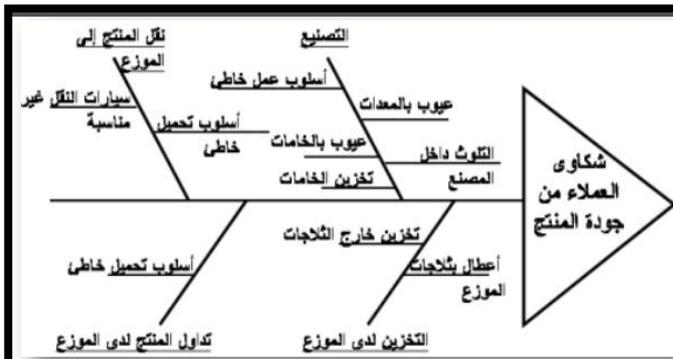 نقل المنتج إلى
الموزع
التصنيع
أسلوب عمل خاطئ
سيارات النقل غير
مناسبة
عيوب بالمعدات
أسلوب تحميل
خاطئ
عيوب بالخامات
التلوث داخل
المصنع
تخزين الخامات
شكاوى
العملاء من
جودة المنتج
تخزين خارج الثلاجات
أعطال بثلاجات
الموزع
أسلوب تحميل خاطئ
التخزين لدى الموزع
تداول المنتج لدى الموزع